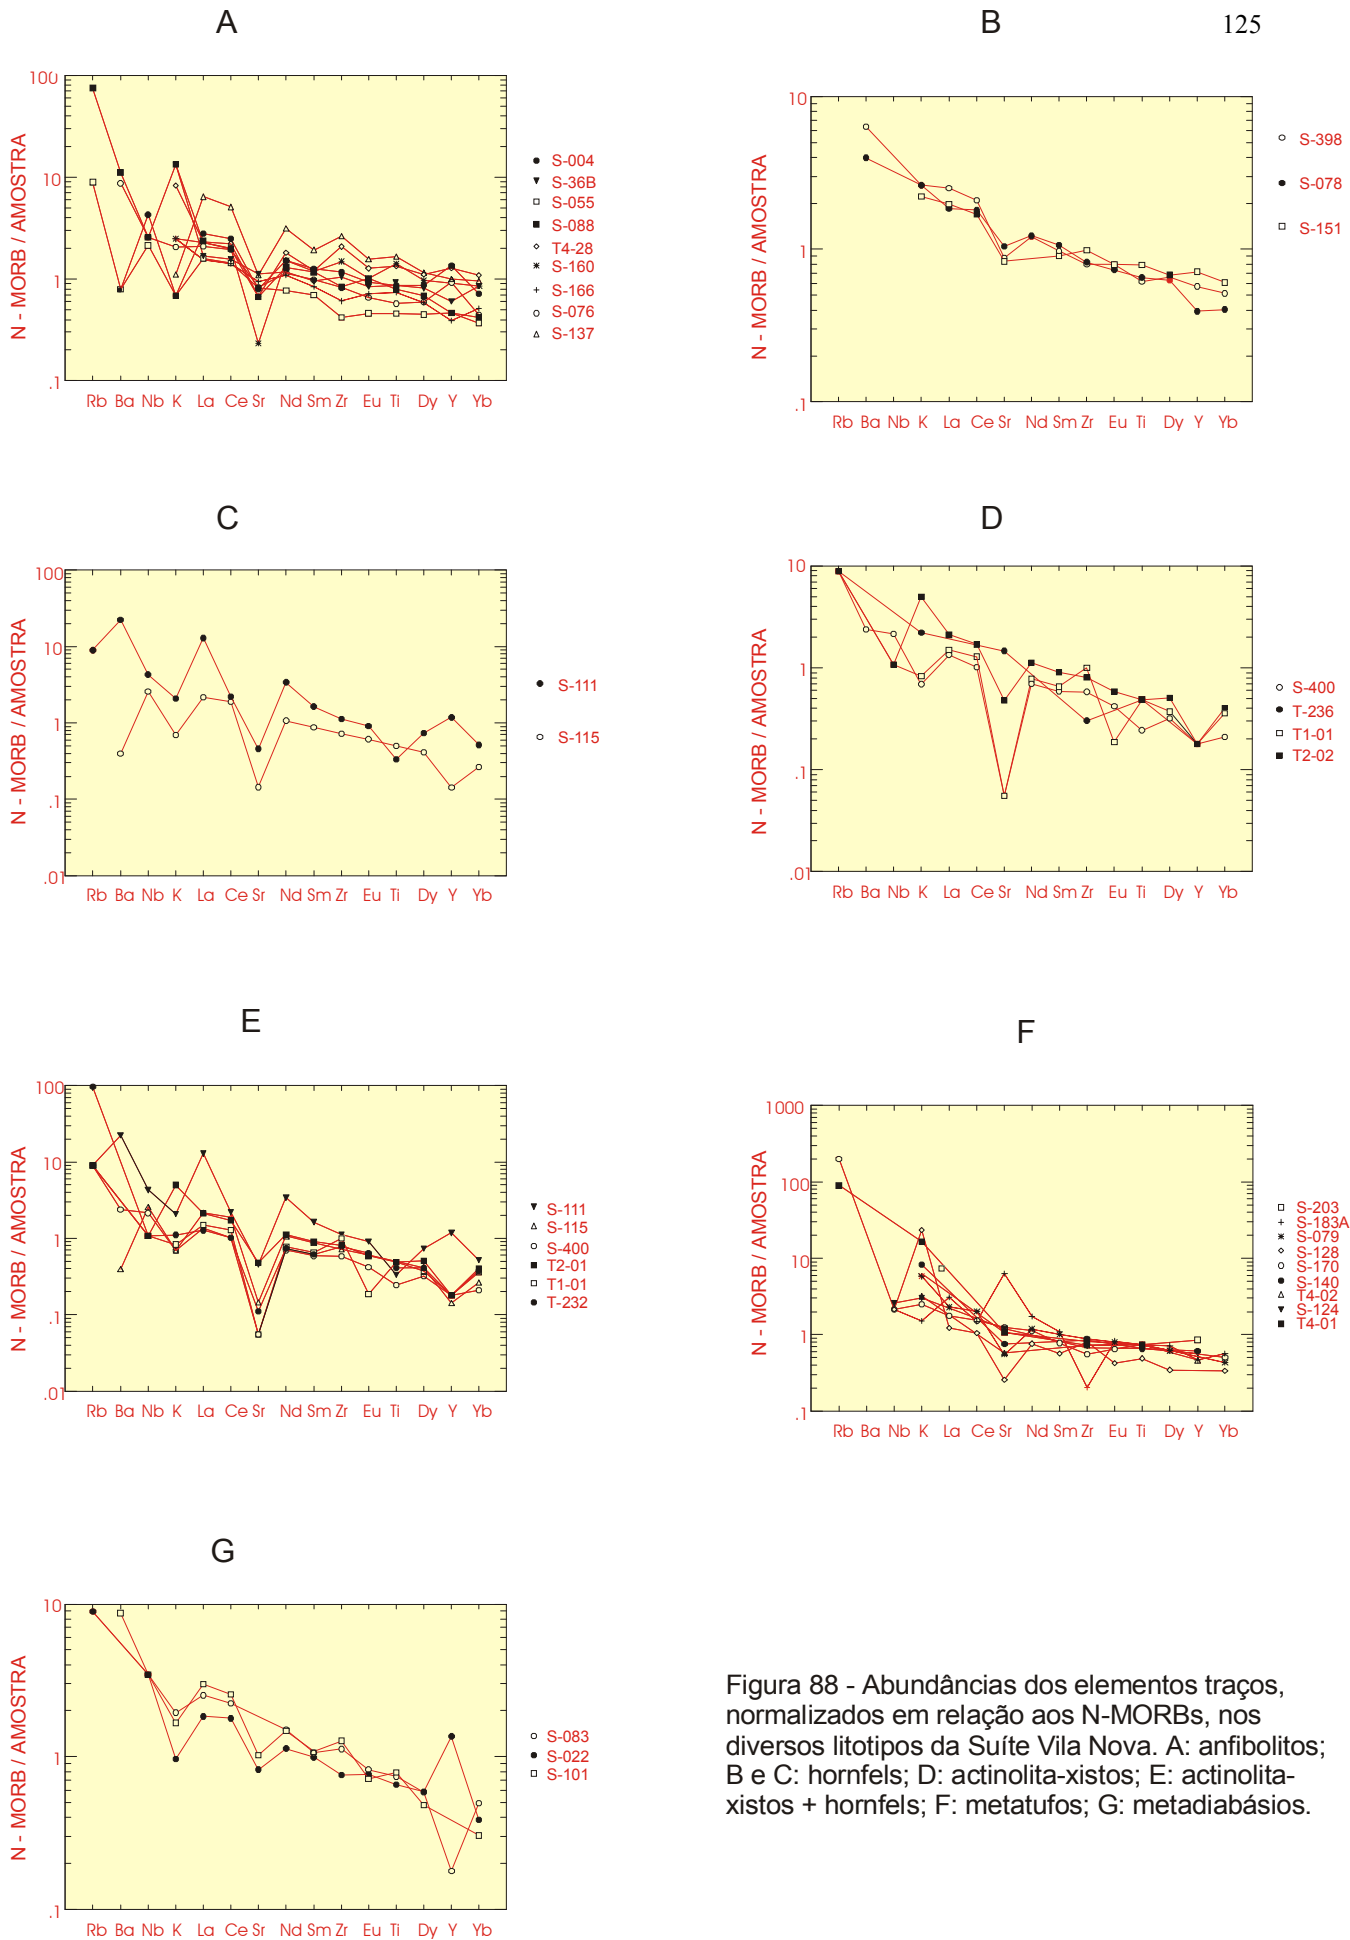 A
B
125
100
10
1
.1
N - MORB / AMOSTRA
Rb Ba Nb K La Ce Sr Nd Sm Zr Eu Ti Dy Y Yb
S-004
S-36B
S-055
S-088
T4-28
S-160
S-166
S-076
S-137
10
1
.1
N - MORB / AMOSTRA
Rb Ba Nb K La Ce Sr Nd Sm Zr Eu Ti Dy Y Yb
S-398
S-078
S-151
C
D
100
10
1
.1
.01
N - MORB / AMOSTRA
Rb Ba Nb K La Ce Sr Nd Sm Zr Eu Ti Dy Y Yb
S-111
S-115
10
1
.1
.01
N - MORB / AMOSTRA
Rb Ba Nb K La Ce Sr Nd Sm Zr Eu Ti Dy Y Yb
S-400
T-236
T1-01
T2-02
E
F
100
10
1
0.1
.01
N - MORB / AMOSTRA
Rb Ba Nb K La Ce Sr Nd Sm Zr Eu Ti Dy Y Yb
S-111
S-115
S-400
T2-01
T1-01
T-232
1000
100
10
1
.1
N - MORB / AMOSTRA
Rb Ba Nb K La Ce Sr Nd Sm Zr Eu Ti Dy Y Yb
S-203
S-183A
S-079
S-128
S-170
S-140
T4-02
S-124
T4-01
G
10
1
.1
N - MORB / AMOSTRA
Rb Ba Nb K La Ce Sr Nd Sm Zr Eu Ti Dy Y Yb
S-083
S-022
S-101
Figura 88 - Abundâncias dos elementos traços,
normalizados em relação aos N-MORBs, nos
diversos litotipos da Suíte Vila Nova. A: anfibolitos;
B e C: hornfels; D: actinolita-xistos; E: actinolita-
xistos + hornfels; F: metatufos; G: metadiabásios.